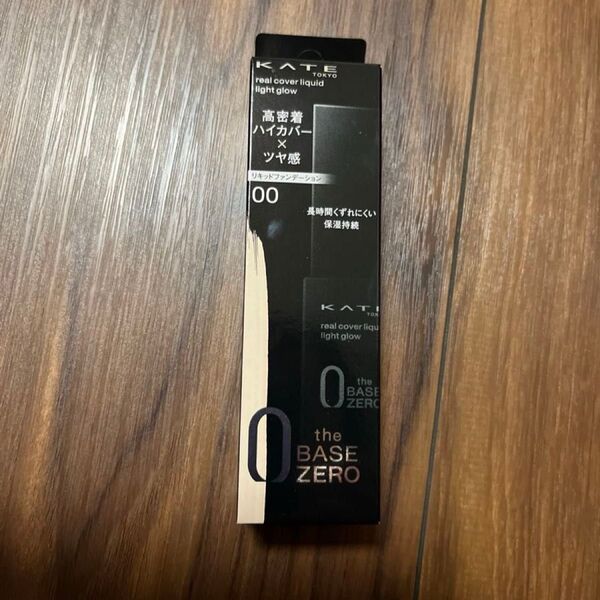 KATE
TOKYO
real cover liquid
light glow
高密着
ハイカバー
×
ツヤ感
リキッドファンデーション
00
長時間くずれにくい
保湿持続
KATE
TOKYO
real cover liqu
light glow
0 the
BASE
ZERO
0 the
BASE
ZERO